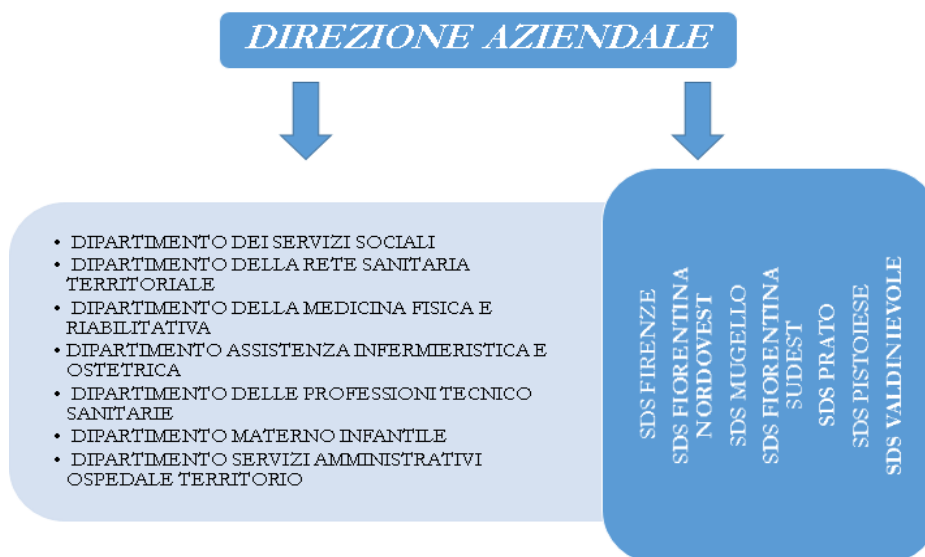 DIREZIONE AZIENDALE
• DIPARTIMENTO DEI SERVIZI SOCIALI
• DIPARTIMENTO DELLA RETE SANITARIA
TERRITORIALE
• DIPARTIMENTO DELLA MEDICINA FISICA E
RIABILITATIVA
• DIPARTIMENTO ASSISTENZA INFERMIERISTICA E
OSTETRICA
• DIPARTIMENTO DELLE PROFESSIONI TECNICO
SANITARIE
• DIPARTIMENTO MATERNO INFANTILE
• DIPARTIMENTO SERVIZI AMMINISTRATIVI
OSPEDALE TERRITORIO
SDS FIRENZE
SDS FIORENTINA
NORDOVEST
SDS MUGELLO
SDS FIORENTINA
SUDEST
SDS PRATO
SDS PISTOIESE
SDS VALDINIEVOLE